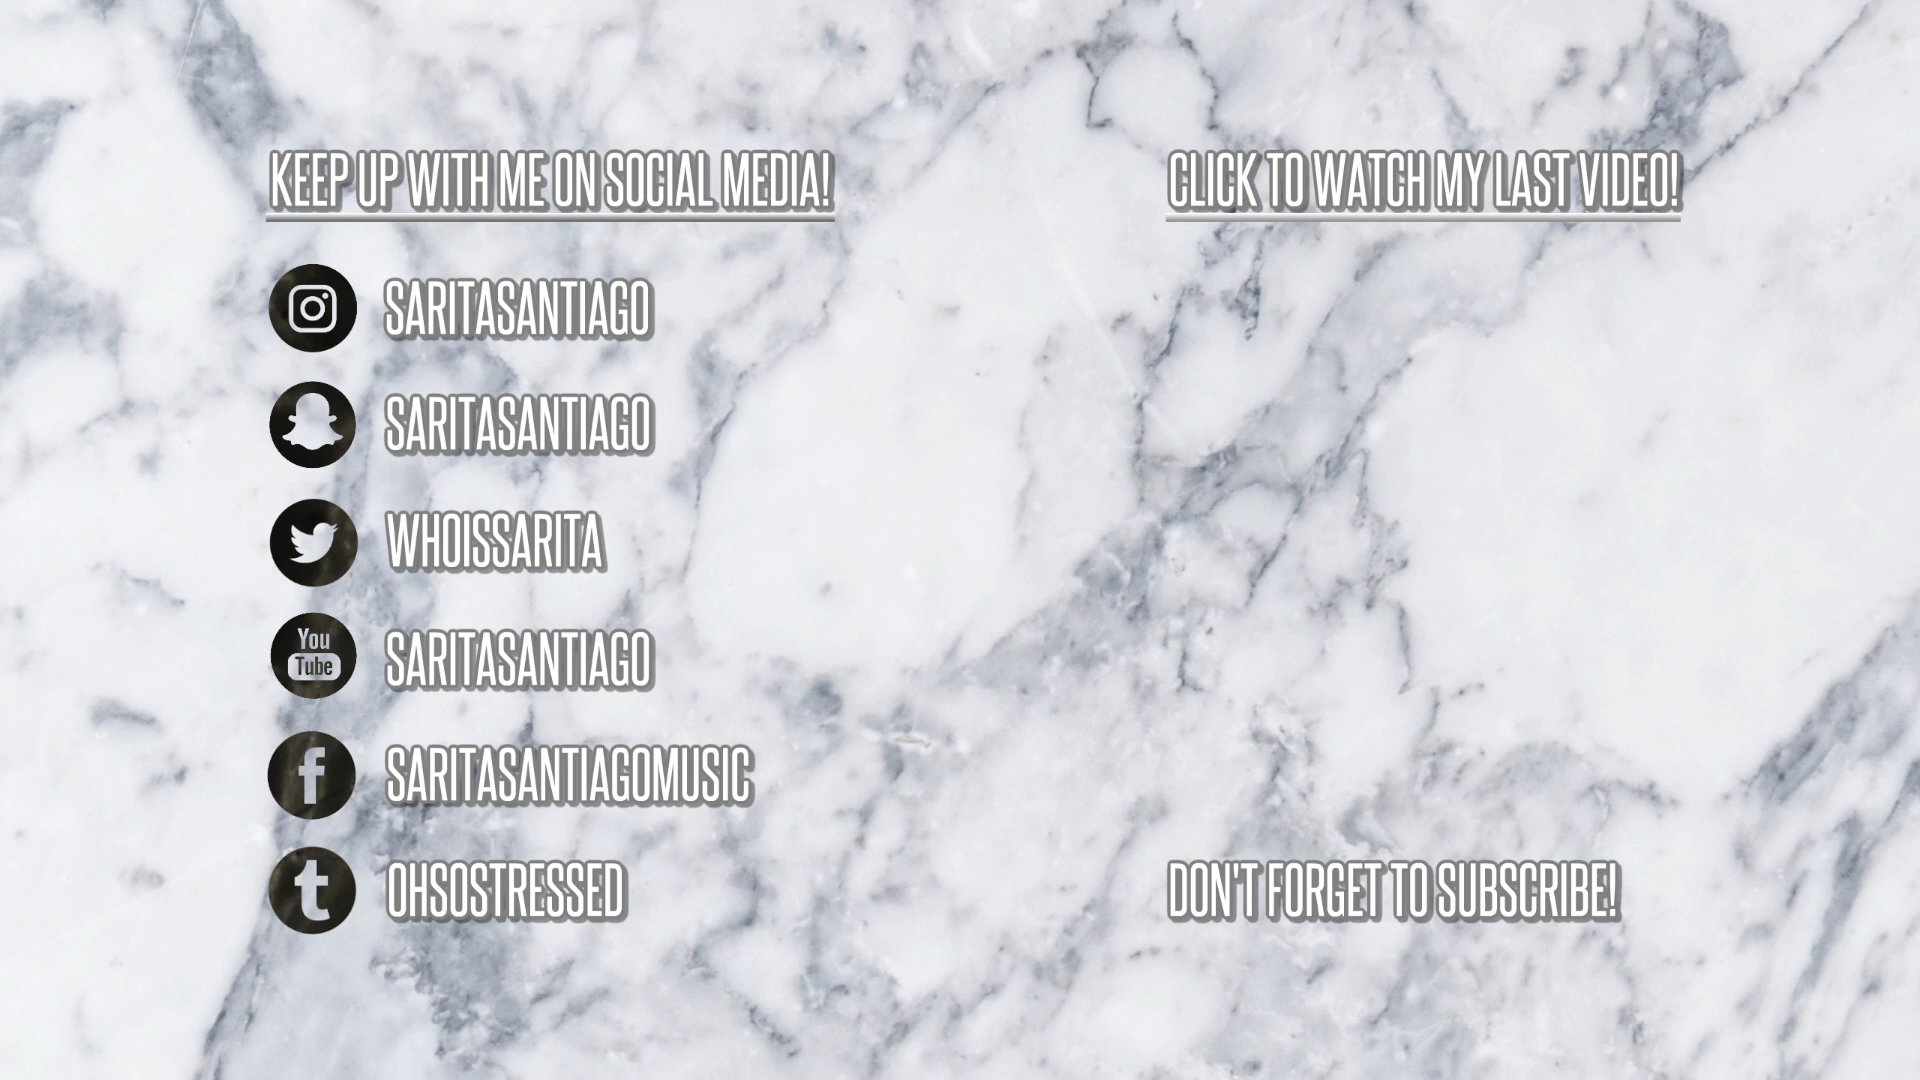 KEEP UP WITH ME ON SOCIAL MEDIA!
SARITASANTIAGO
SARITASANTIAGO
WHOISSARITA
You
Tube
SARITASANTIAGO
SARITASANTIAGOMUSIC
OHSOSTRESSED
CLICK TO WATCH MY LAST VIDEO!
DON'T FORGET TO SUBSCRIBE!